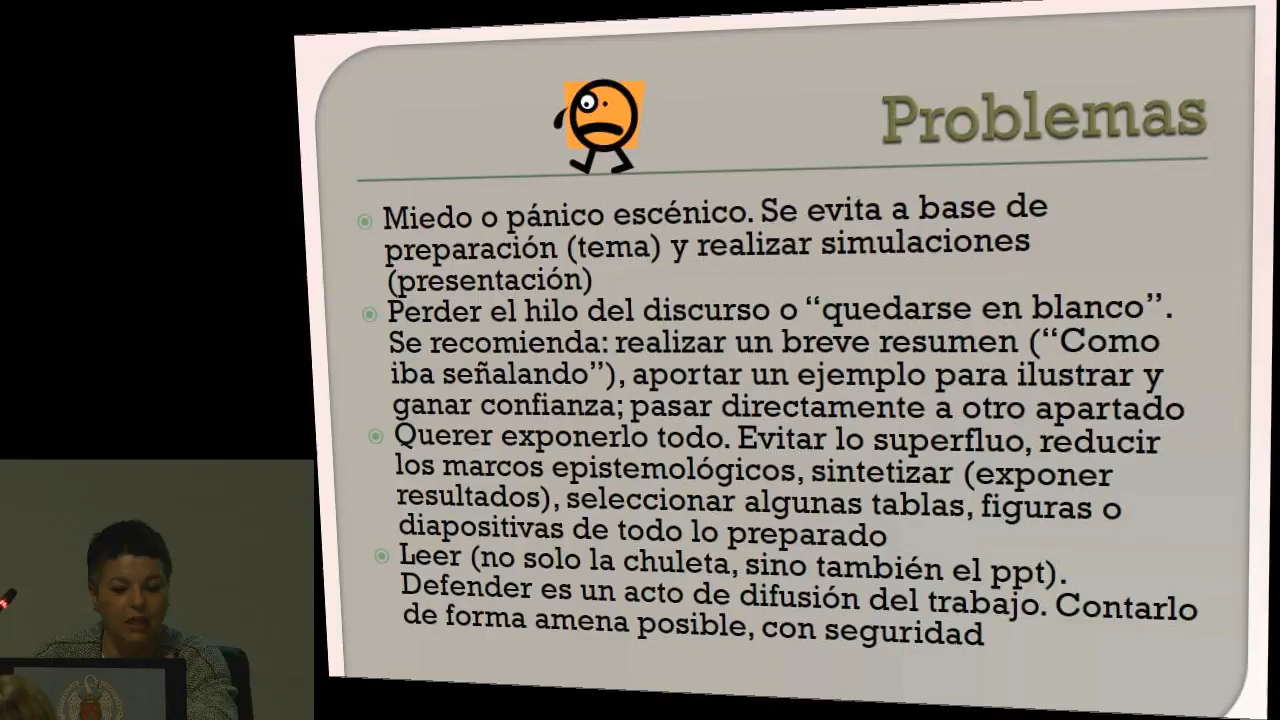 Problemas
Miedo o pánico escénico. Se evita a base de
preparación (tema) y realizar simulaciones
(presentación)
Perder el hilo del discurso o “quedarse en blanco”.
Se recomienda: realizar un breve resumen (“Como
iba señalando”), aportar un ejemplo para ilustrar y
ganar confianza; pasar directamente a otro apartado
Querer exponerlo todo. Evitar lo superfluo, reducir
los marcos epistemológicos, sintetizar (exponer
resultados), seleccionar algunas tablas, figuras o
diapositivas de todo lo preparado
Leer (no solo la chuleta, sino también el ppt).
Defender es un acto de difusión del trabajo. Contarlo
de forma amena posible, con seguridad